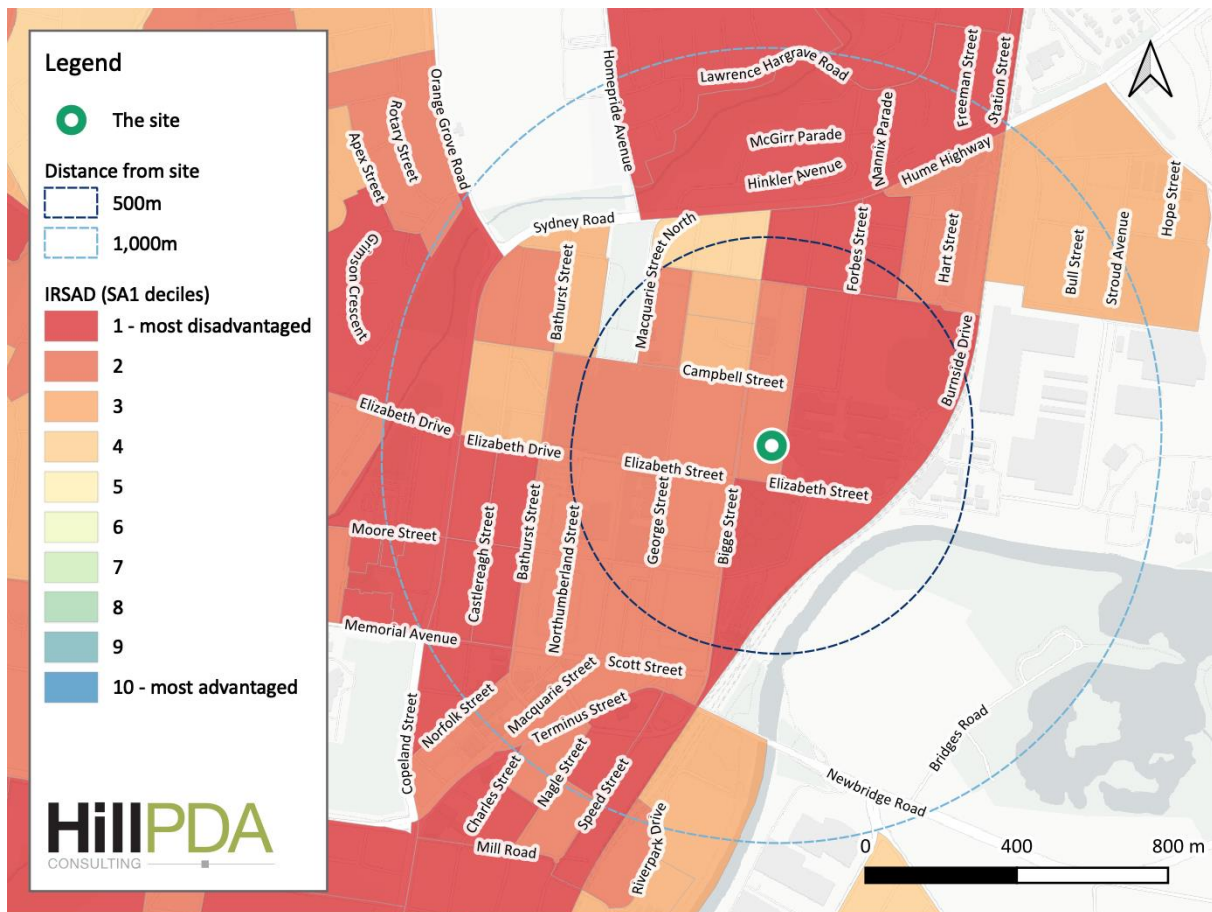 Legend
The site
Distance from site
500m
1,000m
IRSAD (SA1 deciles)
1 - most disadvantaged
2
3
4
5
6
7
8
9
10 - most advantaged
HillPDA
CONSULTING
Orange Grove Road
Rotary Street
Apex Street
Grimson Crescent
Homepride Avenue
Lawrence Hargrave Road
Freeman Street
Station Street
McGirr Parade
Mannix Parade
Hinkler Avenue
Hume Highway
Sydney Road
Macquarie Street North
Bathurst Street
Forbes Street
Hart Street
Bull Street
Stroud Avenue
Hope Street
Burnside Drive
Campbell Street
Elizabeth Drive
Elizabeth Drive
Elizabeth Street
Elizabeth Street
Moore Street
Castlereagh Street
Bathurst Street
Northumberland Street
George Street
Bigge Street
Memorial Avenue
Scott Street
Macquarie Street
Terminus Street
Norfolk Street
Copeland Street
Charles Street
Nagle Street
Speed Street
Mill Road
Riverpark Drive
Bridges Road
Newbridge Road
0 400 800 m